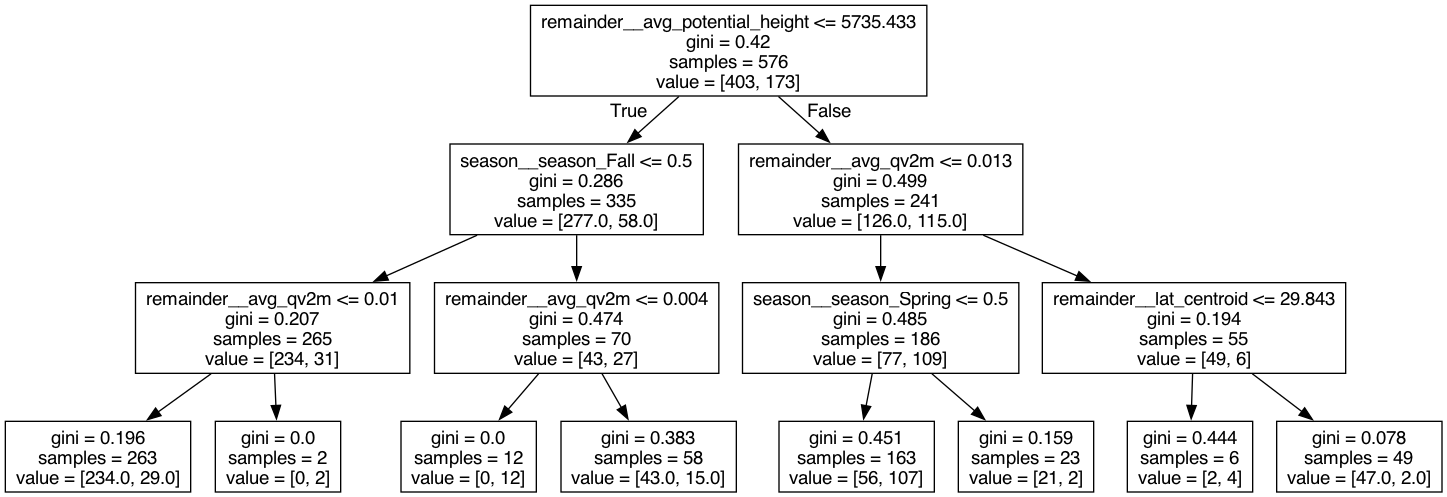 remainder__avg_potential_height <= 5735.433
gini = 0.42
samples = 576
value = [403, 173]
True
False
season__season_Fall <= 0.5
gini = 0.286
samples = 335
value = [277.0, 58.0]
remainder__avg_qv2m <= 0.013
gini = 0.499
samples = 241
value = [126.0, 115.0]
remainder__avg_qv2m <= 0.01
gini = 0.207
samples = 265
value = [234, 31]
remainder__avg_qv2m <= 0.004
gini = 0.474
samples = 70
value = [43, 27]
season__season_Spring <= 0.5
gini = 0.485
samples = 186
value = [77, 109]
remainder__lat_centroid <= 29.843
gini = 0.194
samples = 55
value = [49, 6]
gini = 0.196
samples = 263
value = [234.0, 29.0]
gini = 0.0
samples = 2
value = [0, 2]
gini = 0.0
samples = 12
value = [0, 12]
gini = 0.383
samples = 58
value = [43.0, 15.0]
gini = 0.451
samples = 163
value = [56, 107]
gini = 0.159
samples = 23
value = [21, 2]
gini = 0.444
samples = 6
value = [2, 4]
gini = 0.078
samples = 49
value = [47.0, 2.0]